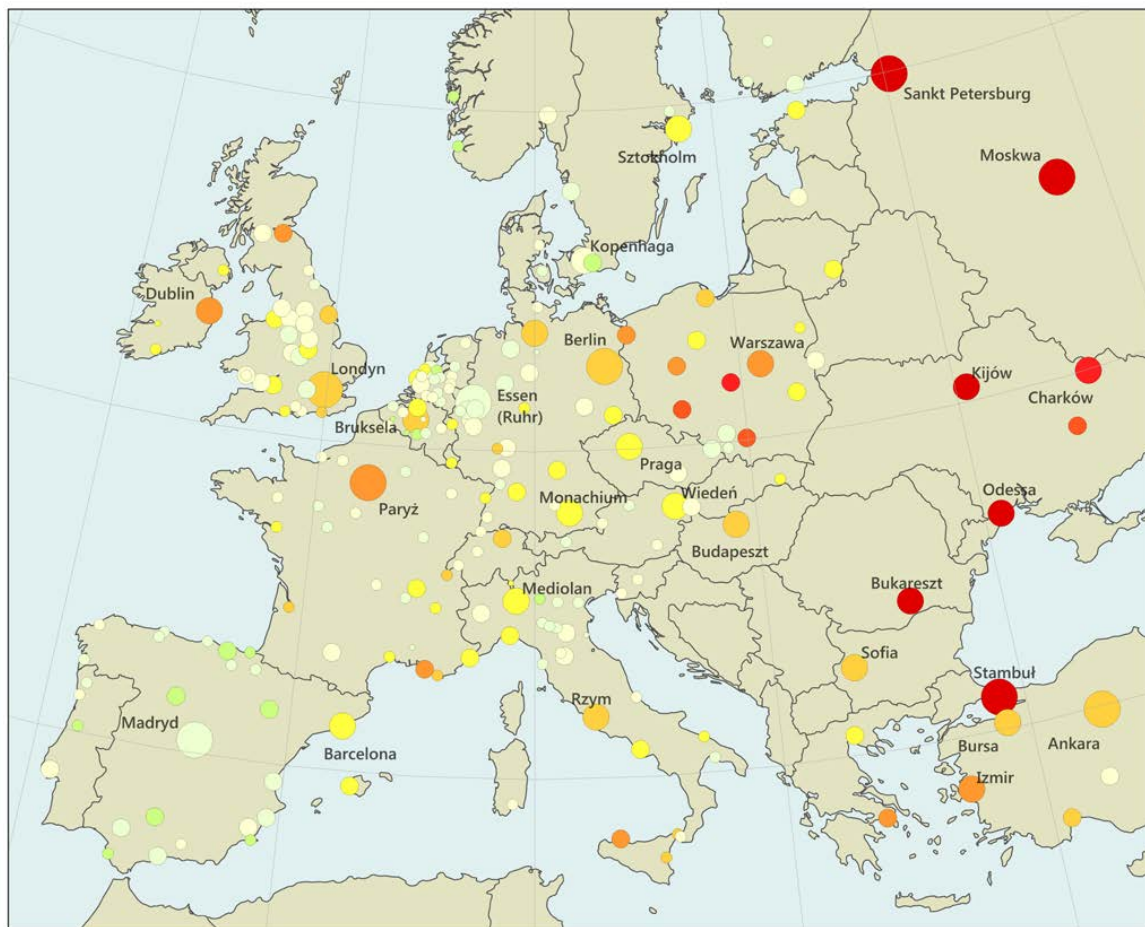 Sankt Petersburg
Moskwa
Sztokholm
Kopenhaga
Dublin
Berlin
Warszawa
Londyn
Essen
(Ruhr)
Kijów
Charków
Bruksela
Praga
Paryż
Monachium
Wiedeń
Odessa
Budapeszt
Mediolan
Bukareszt
Sofia
Stambuł
Rzym
Madryd
Barcelona
Bursa
Ankara
Izmir